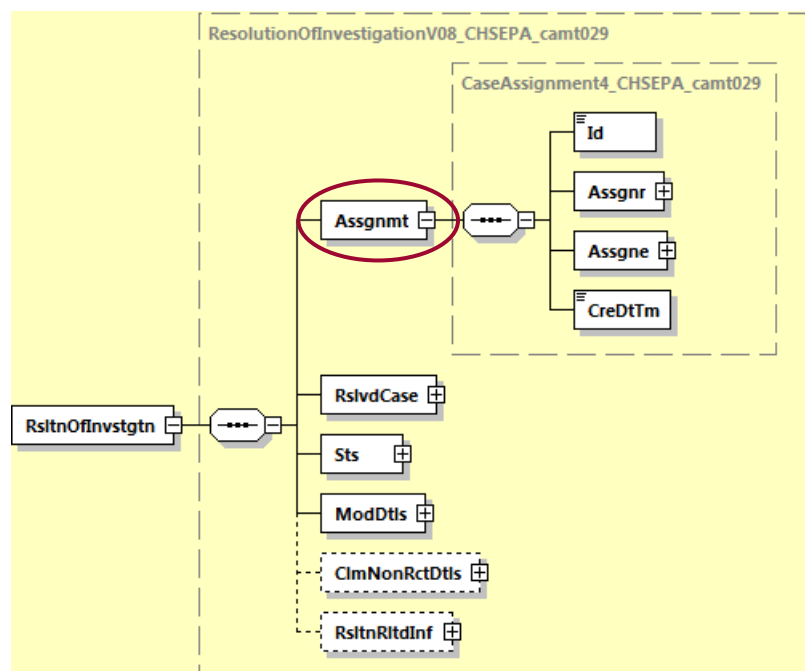 ResolutionOfInvestigationV08_CHSEPA_camt029
CaseAssignment4_CHSEPA_camt029
Id
Assgnr
Assgnmt
Assgne
CreDtTm
RslvdCase
RsltnOfInvstgtn
Sts
ModDtls
ClmNonRctDtls
RsltnRltdInf